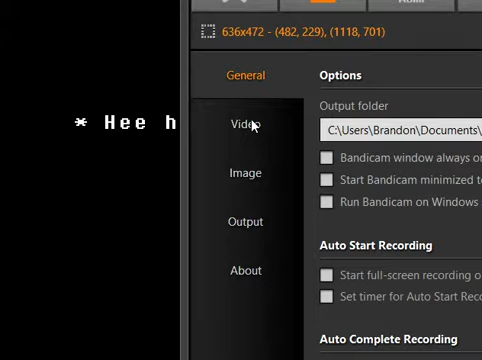 636x472 - (482, 229), (1118, 701)
General
Video
Image
Output
About
* Hee h
Options
Output folder
C:\Users\Brandon\Documents\
Bandicam window always
Start Bandicam minimized
Run Bandicam on Windows
Auto Start Recording
Start full-screen recording
Set timer for Auto Start
Auto Complete Recording